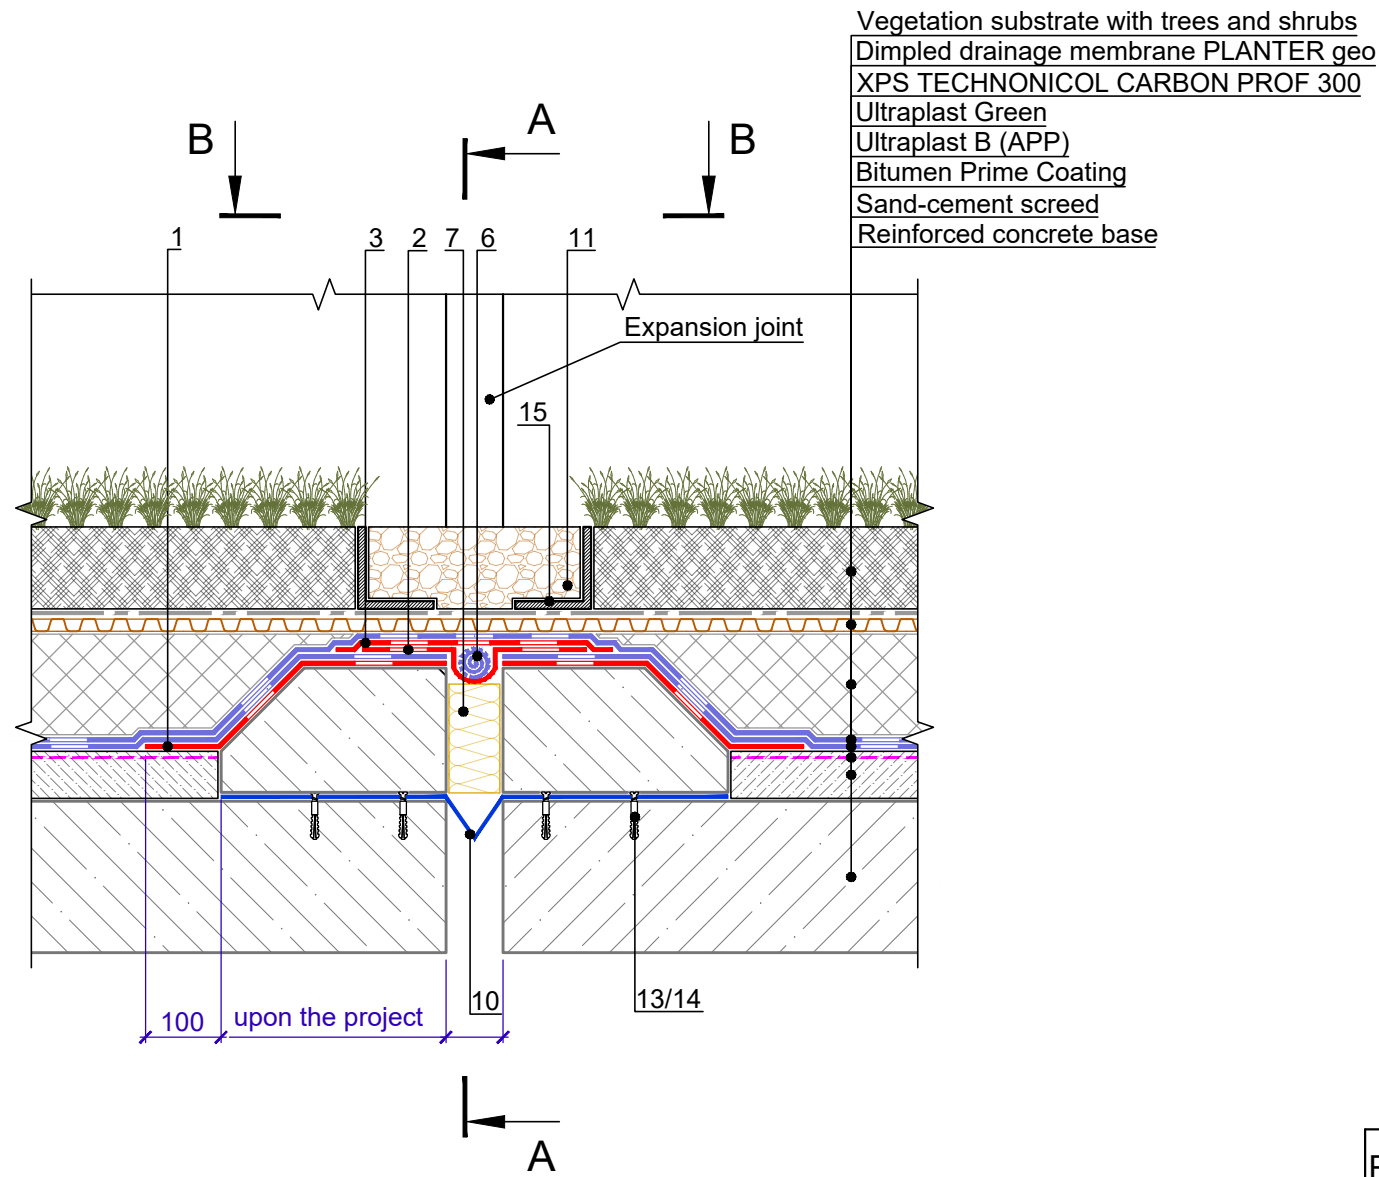 Vegetation substrate with trees and shrubs
Dimpled drainage membrane PLANTER geo
XPS TECHNONICOL CARBON PROF 300
Ultraplast Green
Ultraplast B (APP)
Bitumen Prime Coating
Sand-cement screed
Reinforced concrete base
B
A
B
1
3
2
7
6
11
Expansion joint
15
10
13/14
100
upon the project
A